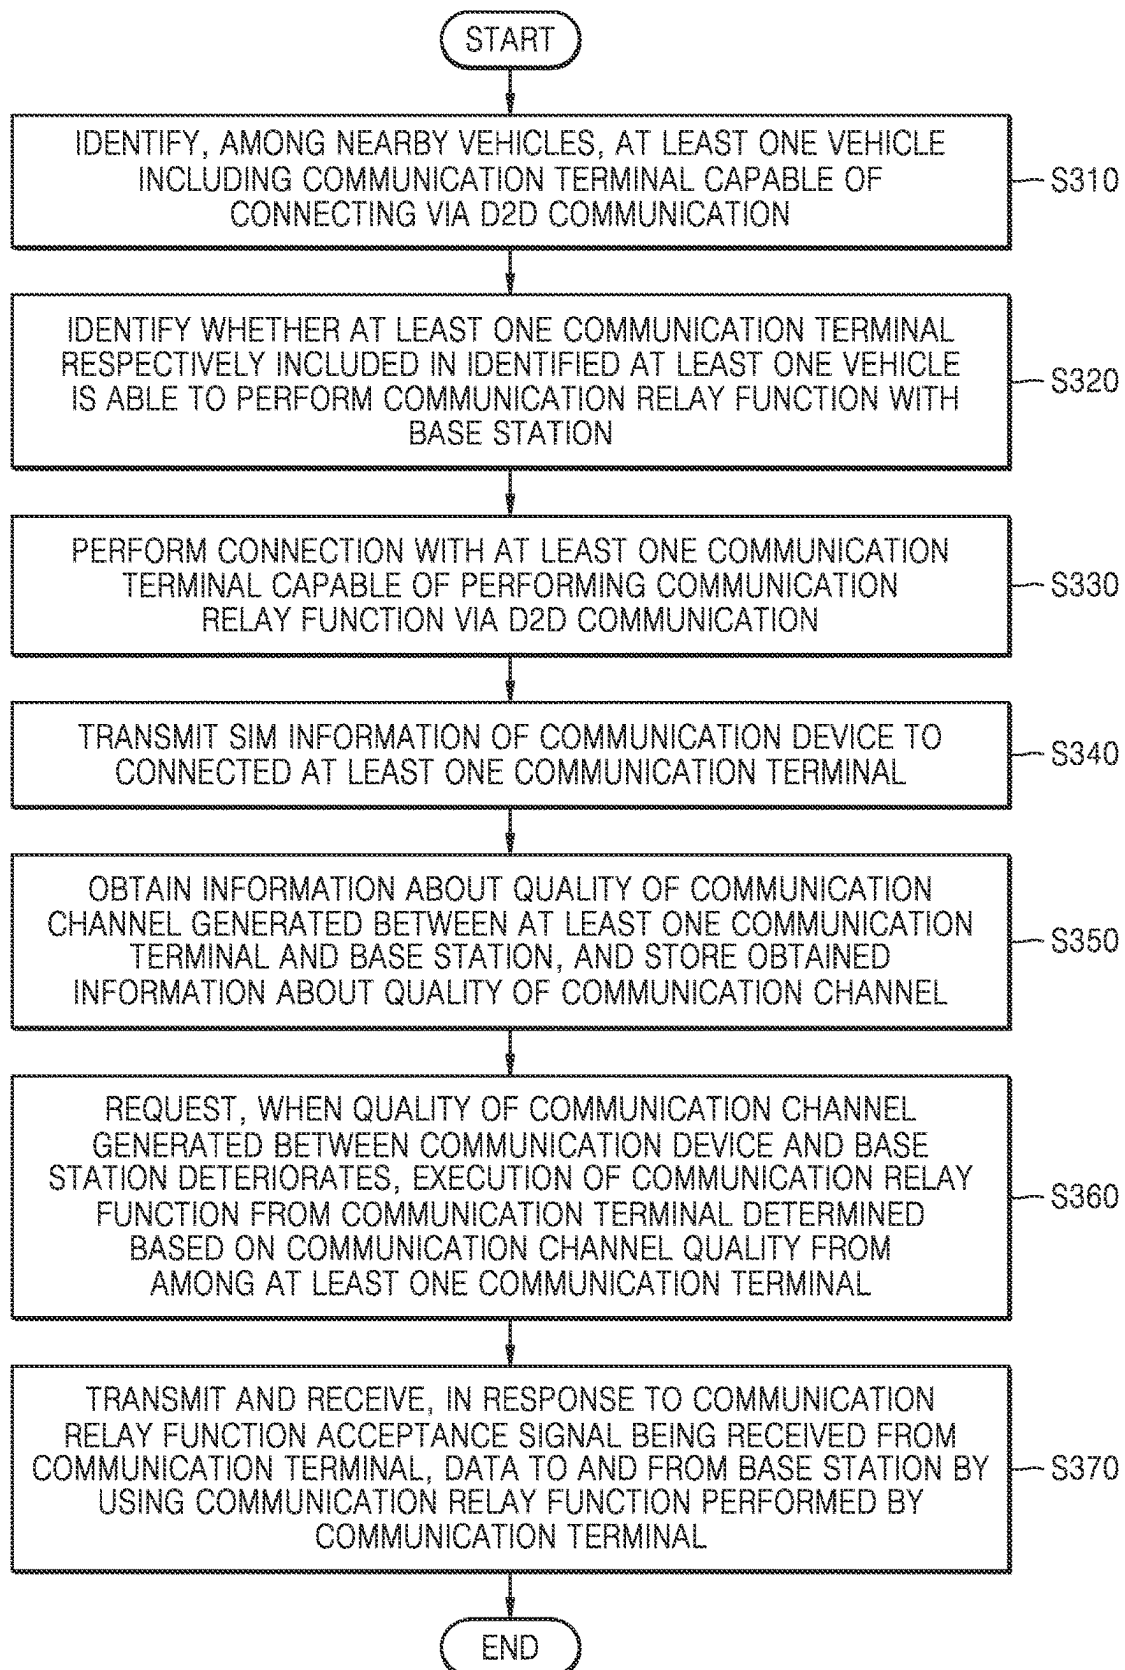 START
IDENTIFY, AMONG NEARBY VEHICLES, AT LEAST ONE VEHICLE
INCLUDING COMMUNICATION TERMINAL CAPABLE OF
CONNECTING VIA D2D COMMUNICATION
S310
IDENTIFY WHETHER AT LEAST ONE COMMUNICATION TERMINAL
RESPECTIVELY INCLUDED IN IDENTIFIED AT LEAST ONE VEHICLE
IS ABLE TO PERFORM COMMUNICATION RELAY FUNCTION WITH
BASE STATION
S320
PERFORM CONNECTION WITH AT LEAST ONE COMMUNICATION
TERMINAL CAPABLE OF PERFORMING COMMUNICATION
RELAY FUNCTION VIA D2D COMMUNICATION
S330
TRANSMIT SIM INFORMATION OF COMMUNICATION DEVICE TO
CONNECTED AT LEAST ONE COMMUNICATION TERMINAL
S340
OBTAIN INFORMATION ABOUT QUALITY OF COMMUNICATION
CHANNEL GENERATED BETWEEN AT LEAST ONE COMMUNICATION
TERMINAL AND BASE STATION, AND STORE OBTAINED
INFORMATION ABOUT QUALITY OF COMMUNICATION CHANNEL
S350
REQUEST, WHEN QUALITY OF COMMUNICATION CHANNEL
GENERATED BETWEEN COMMUNICATION DEVICE AND BASE
STATION DETERIORATES, EXECUTION OF COMMUNICATION RELAY
FUNCTION FROM COMMUNICATION TERMINAL DETERMINED
BASED ON COMMUNICATION CHANNEL QUALITY FROM
AMONG AT LEAST ONE COMMUNICATION TERMINAL
S360
TRANSMIT AND RECEIVE, IN RESPONSE TO COMMUNICATION
RELAY FUNCTION ACCEPTANCE SIGNAL BEING RECEIVED FROM
COMMUNICATION TERMINAL, DATA TO AND FROM BASE STATION BY
USING COMMUNICATION RELAY FUNCTION PERFORMED BY
COMMUNICATION TERMINAL
S370
END